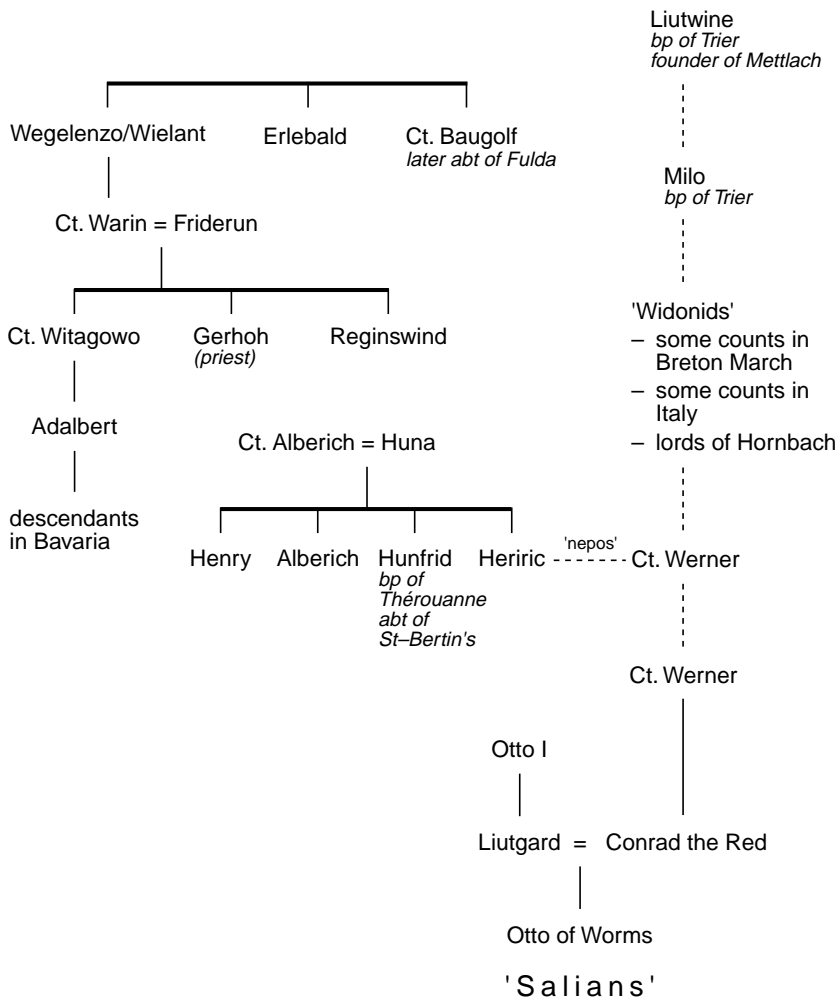 Liutwine
bp of Trier
founder of Mettlach
Wegelenzo/Wielant
Erlebald
Ct. Baugolf
later abt of Fulda
Milo
bp of Trier
Ct. Warin = Friderun
'Widonids'
– some counts in
Breton March
– some counts in
Italy
– lords of Hornbach
Ct. Witagowo
Gerhoh
(priest)
Reginswind
Adalbert
descendants
in Bavaria
Ct. Alberich = Huna
Henry
Alberich
Hunfrid
bp of
Thérouanne
abt of
St–Bertin's
Heriric
'nepos'
Ct. Werner
Ct. Werner
Otto I
Liutgard = Conrad the Red
Otto of Worms
'Salians'